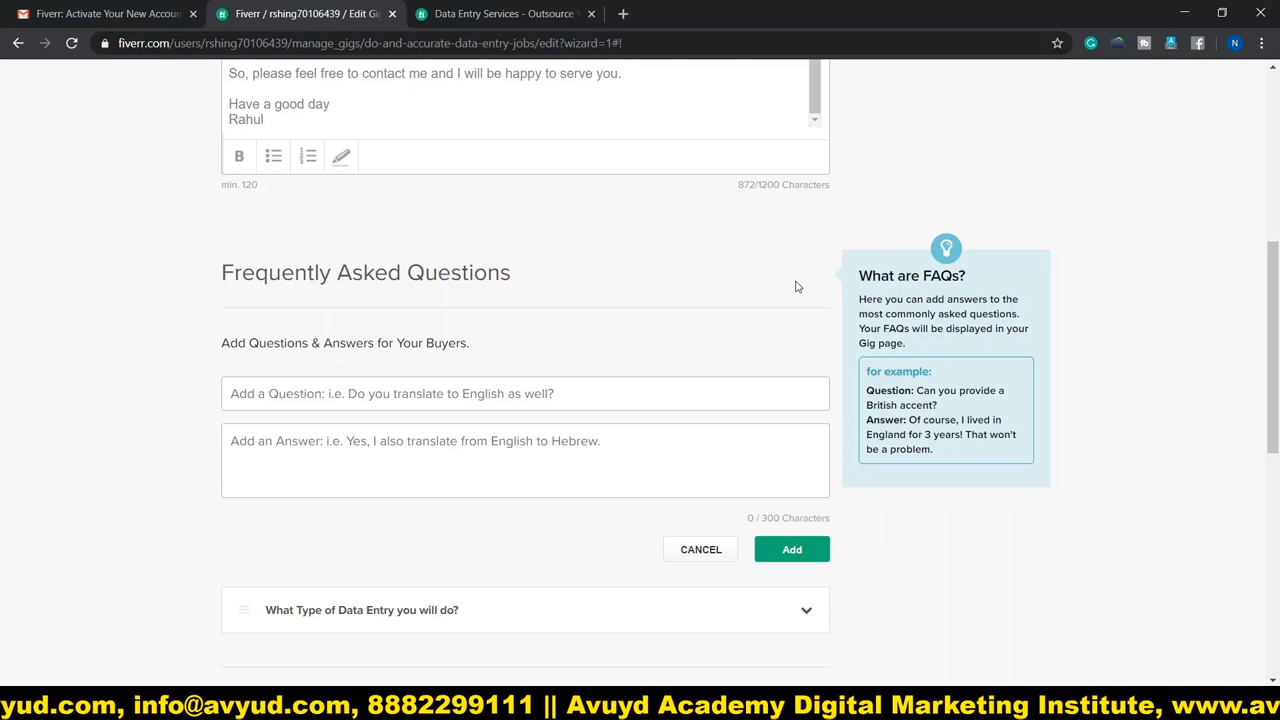 Fiverr: Activate Your New Accoun
Fiverr / rshing70106439 / Edit Gig
Data Entry Services - Outsource Y
fiverr.com/users/rshing70106439/manage_gigs/do-and-accurate-data-entry-jobs/edit?wizard=1#!
N
So, please feel free to contact me and I will be happy to serve you.
Have a good day
Rahul
B
min. 120
872/1200 Characters
Frequently Asked Questions
Add Questions & Answers for Your Buyers.
Add a Question: i.e. Do you translate to English as well?
Add an Answer: i.e. Yes, I also translate from English to Hebrew.
0 / 300 Characters
CANCEL
Add
What Type of Data Entry you will do?
What are FAQs?
Here you can add answers to the
most commonly asked questions.
Your FAQs will be displayed in your
Gig page.
for example:
Question: Can you provide a
British accent?
Answer: Of course, I lived in
England for 3 years! That won't
be a problem.
yud.com, info@avyud.com, 8882299111 || Avuyd Academy Digital Marketing Institute, www.av